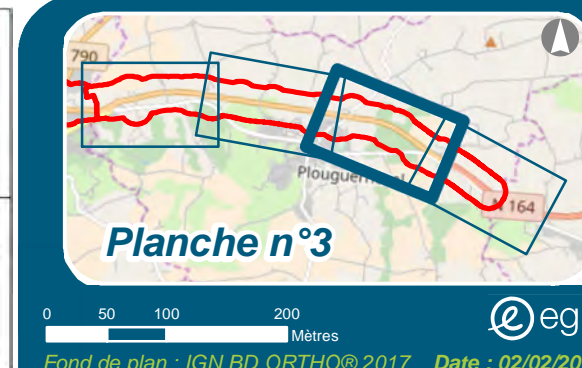 790
Plouguernével
N 164
Planche n°3
0 50 100 200
Mètres
eg
Fond de plan : IGN BD ORTHO® 2017 Date : 02/02/20